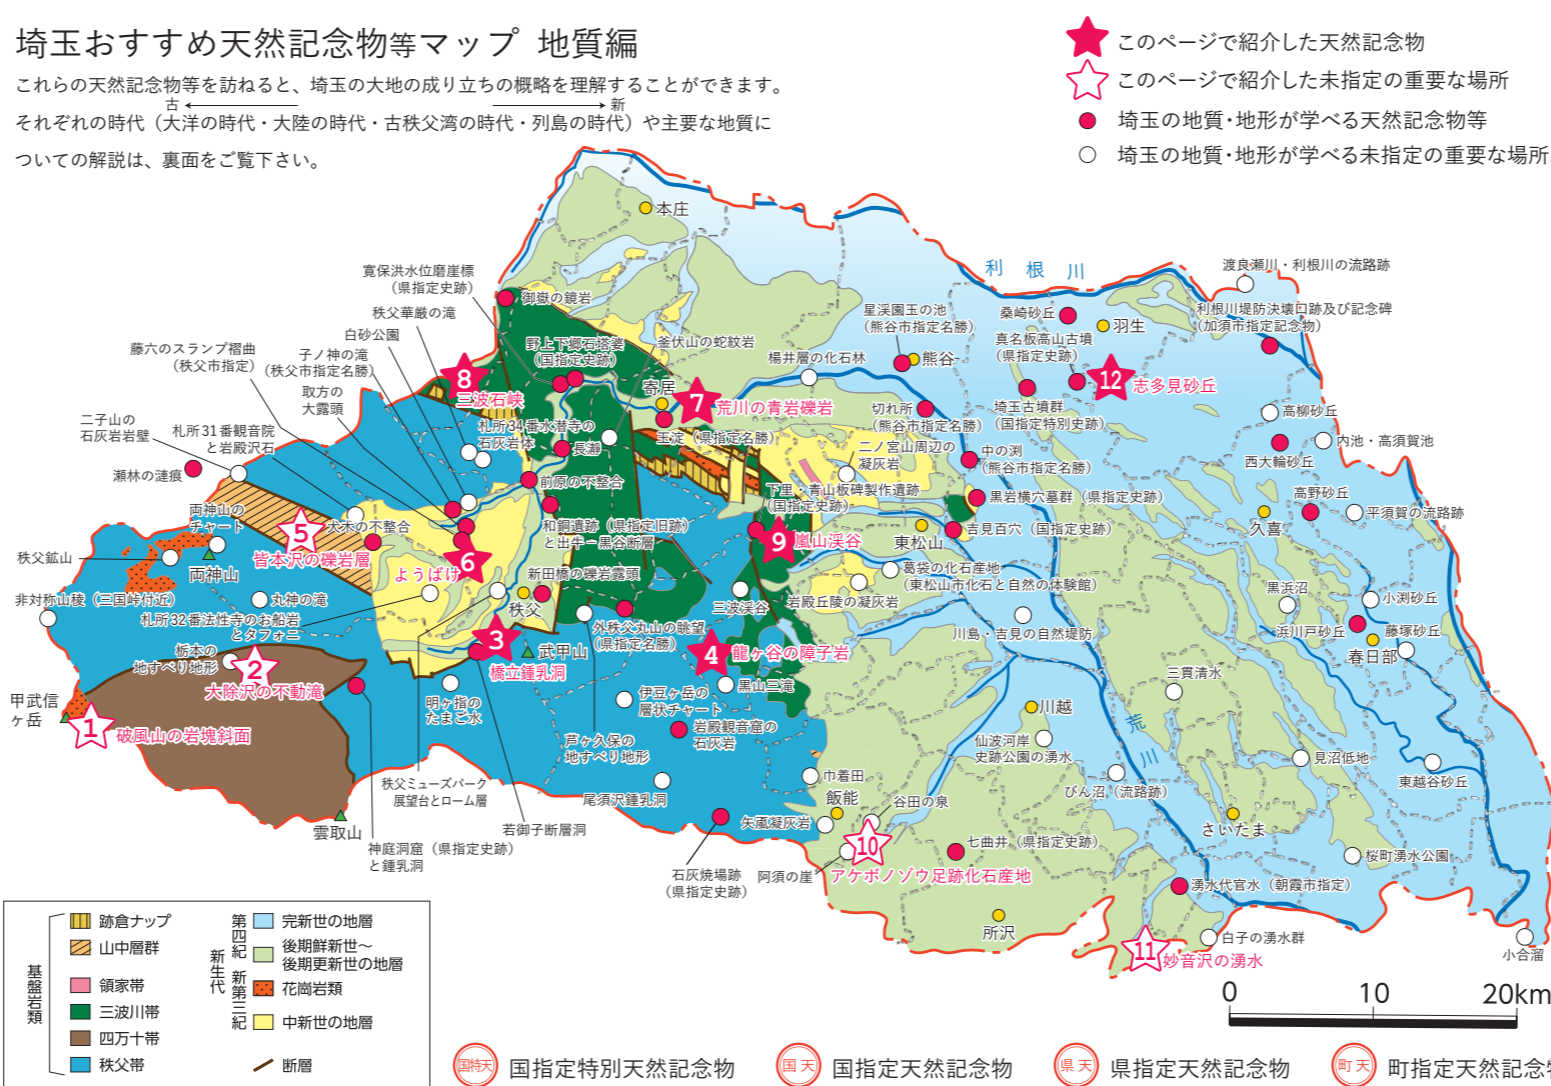 埼玉おすすめ天然記念物等マップ 地質編
これらの天然記念物等を訪ねると、埼玉の大地の成り立ちの概略を理解することができます。
古 新
それぞれの時代（大洋の時代・大陸の時代・古秩父湾の時代・列島の時代）や主要な地質に
ついての解説は、裏面をご覧下さい。
このページで紹介した天然記念物
このページで紹介した未指定の重要な場所
埼玉の地質・地形が学べる天然記念物等
埼玉の地質・地形が学べる未指定の重要な場所
本庄
利根川
渡良瀬川・利根川の流路跡
寛保洪水位磨崖標
（県指定史跡）
御嶽の鏡岩
秩父華厳の滝
白砂公園
子ノ神の滝
（秩父市指定名勝）
藤六のスランプ褶曲
（秩父市指定）
取方の
大露頭
野上下郷石塔婆
（国指定史跡）
釜伏山の蛇紋岩
星渓園玉の池
（熊谷市指定名勝）
桑崎砂丘
羽生
利根川堤防決壊口跡及び記念碑
（加須市指定記念物）
真名板高山古墳
（県指定史跡）
楊井層の化石林
熊谷
8
三波石峡
寄居
7
荒川の青岩礫岩
12
志多見砂丘
埼玉古墳群
（国指定特別史跡）
切れ所
（熊谷市指定名勝）
高柳砂丘
二子山の
石灰岩岩壁
札所31番観音院
と岩殿沢石
札所34番水潜寺の
石灰岩体
長瀞
玉淀（県指定名勝）
二ノ宮山周辺の
凝灰岩
中の渕
（熊谷市指定名勝）
内池・高須賀池
西大輪砂丘
瀬林の漣痕
前原の不整合
下里・青山板碑製作遺跡
（国指定史跡）
黒岩横穴墓群（県指定史跡）
高野砂丘
平須賀の流路跡
久喜
両神山の
チャート
5
皆本沢の礫岩層
犬木の不整合
和銅遺跡（県指定旧跡）
と出牛－黒谷断層
9
嵐山渓谷
東松山
吉見百穴（国指定史跡）
秩父鉱山
両神山
ようばけ
6
新田橋の礫岩露頭
葛袋の化石産地
（東松山市化石と自然の体験館）
黒浜沼
小渕砂丘
非対称山稜（三国峠付近）
丸神の滝
秩父
三波渓谷
岩殿丘陵の凝灰岩
札所32番法性寺のお船岩
とタフォニ
外秩父丸山の眺望
（県指定名勝）
川島・吉見の自然堤防
浜川戸砂丘
藤塚砂丘
春日部
3
橋立鍾乳洞
武甲山
4
龍ヶ谷の障子岩
栃本の
地すべり地形
2
大除沢の不動滝
三貫清水
黒山三滝
明ヶ指の
たまご水
伊豆ヶ岳の
層状チャート
甲武信
ヶ岳
1
破風山の岩塊斜面
川越
荒川
岩殿観音窟の
石灰岩
芦ヶ久保の
地すべり地形
仙波河岸
史跡公園の湧水
見沼低地
東越谷砂丘
秩父ミューズパーク
展望台とローム層
尾須沢鍾乳洞
巾着田
飯能
びん沼（流路跡）
谷田の泉
雲取山
若御子断層洞
矢颪凝灰岩
さいたま
神庭洞窟（県指定史跡）
と鍾乳洞
10
七曲井（県指定史跡）
桜町湧水公園
石灰焼場跡
（県指定史跡）
阿須の崖
アケボノゾウ足跡化石産地
湧水代官水（朝霞市指定）
所沢
11
妙音沢の湧水
白子の湧水群
小合溜
0 10 20km
基盤岩類
跡倉ナップ
山中層群
領家帯
三波川帯
四万十帯
秩父帯
新生代
第四紀
完新世の地層
後期鮮新世～
後期更新世の地層
新第三紀
花崗岩類
中新世の地層
断層
国特天 国指定特別天然記念物
国天 国指定天然記念物
県天 県指定天然記念物
町天 町指定天然記念物